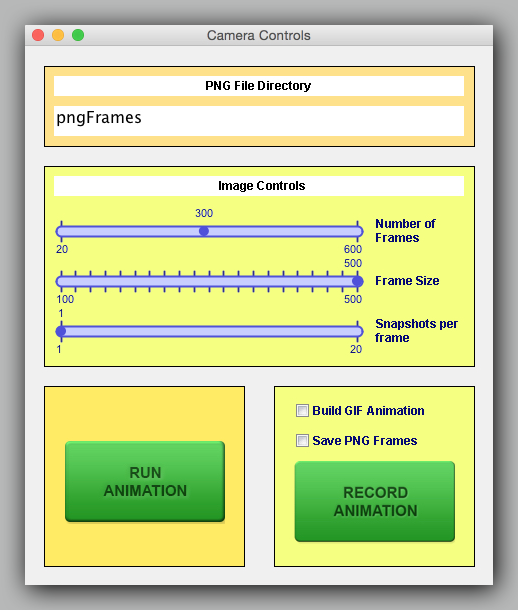 Camera Controls
PNG File Directory
pngFrames
Image Controls
300
Number of
Frames
20
600
500
Frame Size
100
500
1
Snapshots per
frame
1
20
RUN
ANIMATION
Build GIF Animation
Save PNG Frames
RECORD
ANIMATION